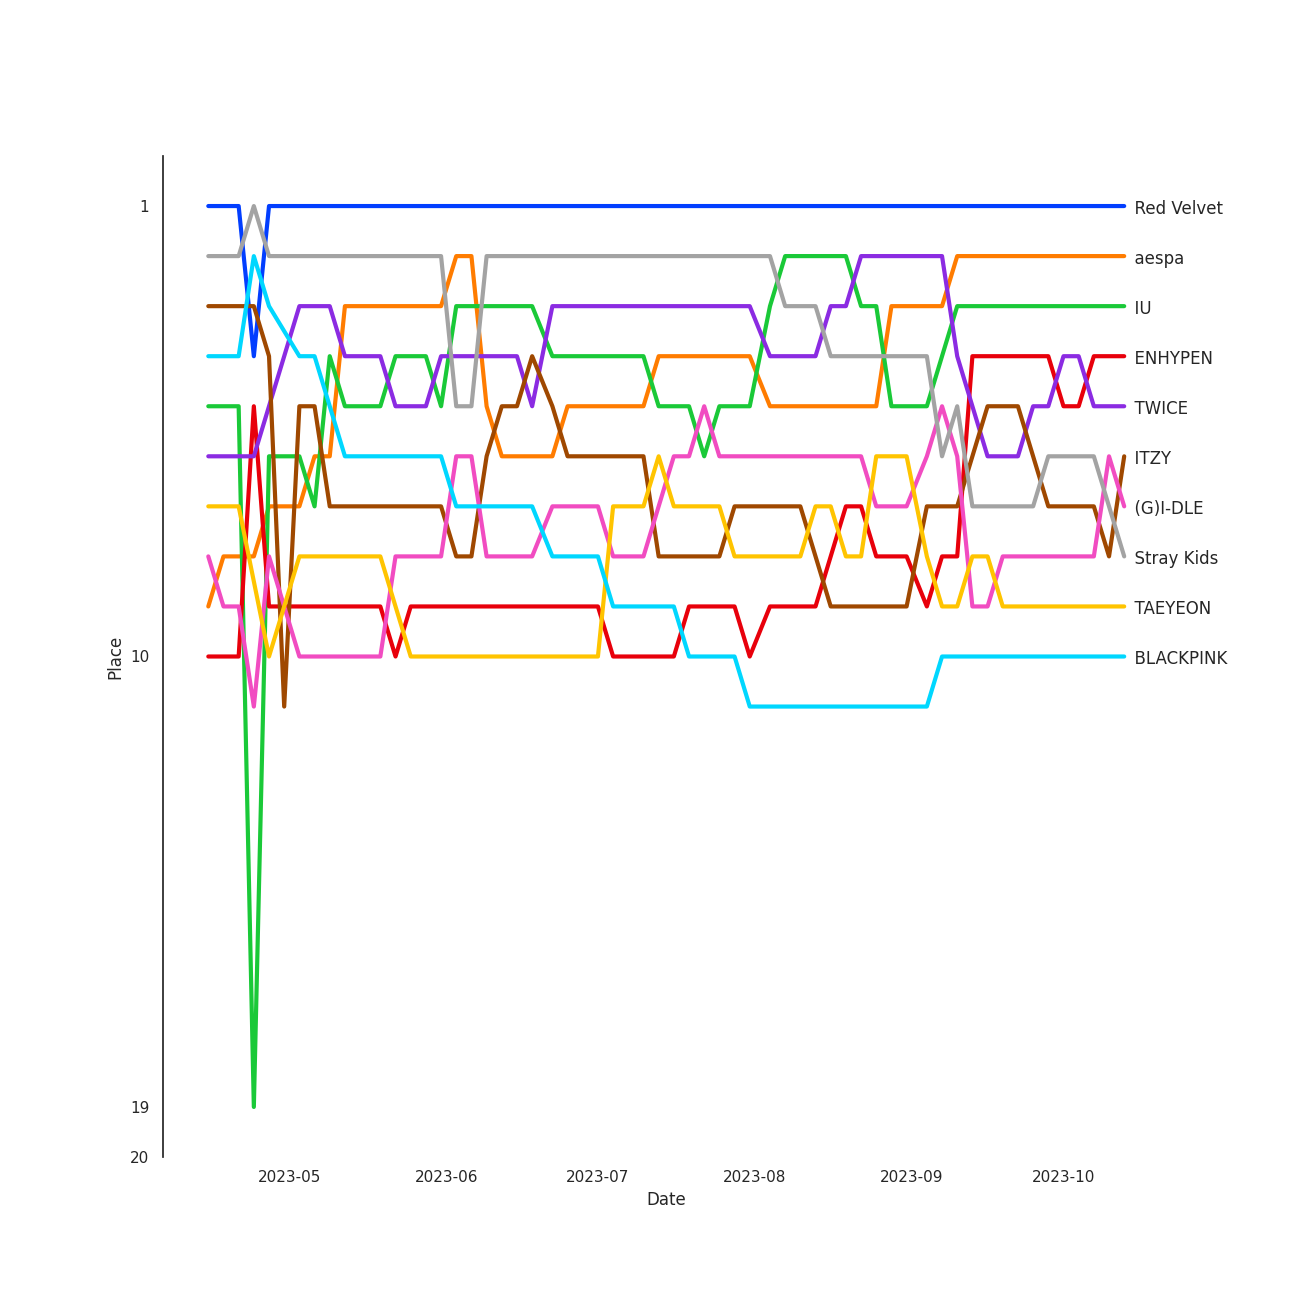 1
10
19
20
Place
2023-05
2023-06
2023-07
2023-08
2023-09
2023-10
Date
Red Velvet
aespa
IU
ENHYPEN
TWICE
ITZY
(G)I-DLE
Stray Kids
TAEYEON
BLACKPINK